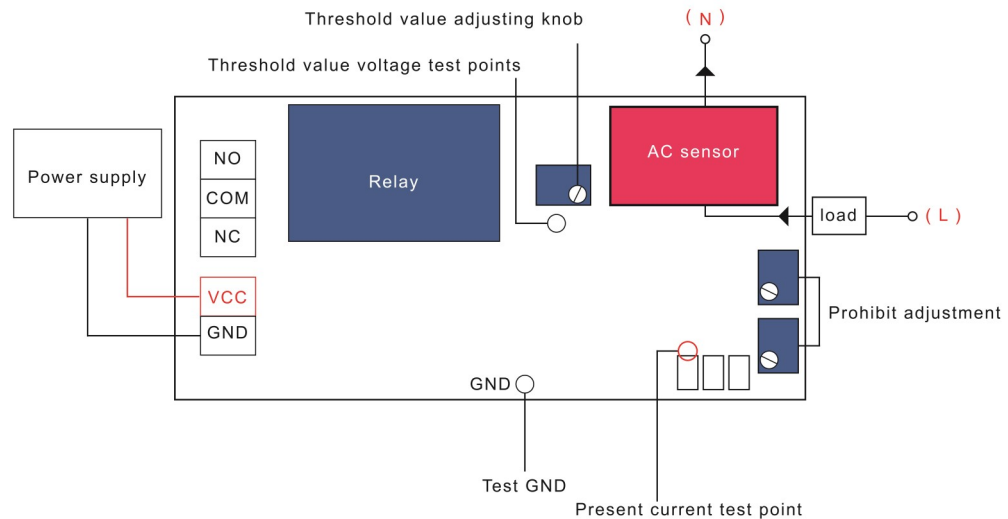 Threshold value adjusting knob
( N )
Threshold value voltage test points
Power supply
NO
COM
NC
Relay
AC sensor
load
( L )
VCC
GND
Prohibit adjustment
GND
Test GND
Present current test point